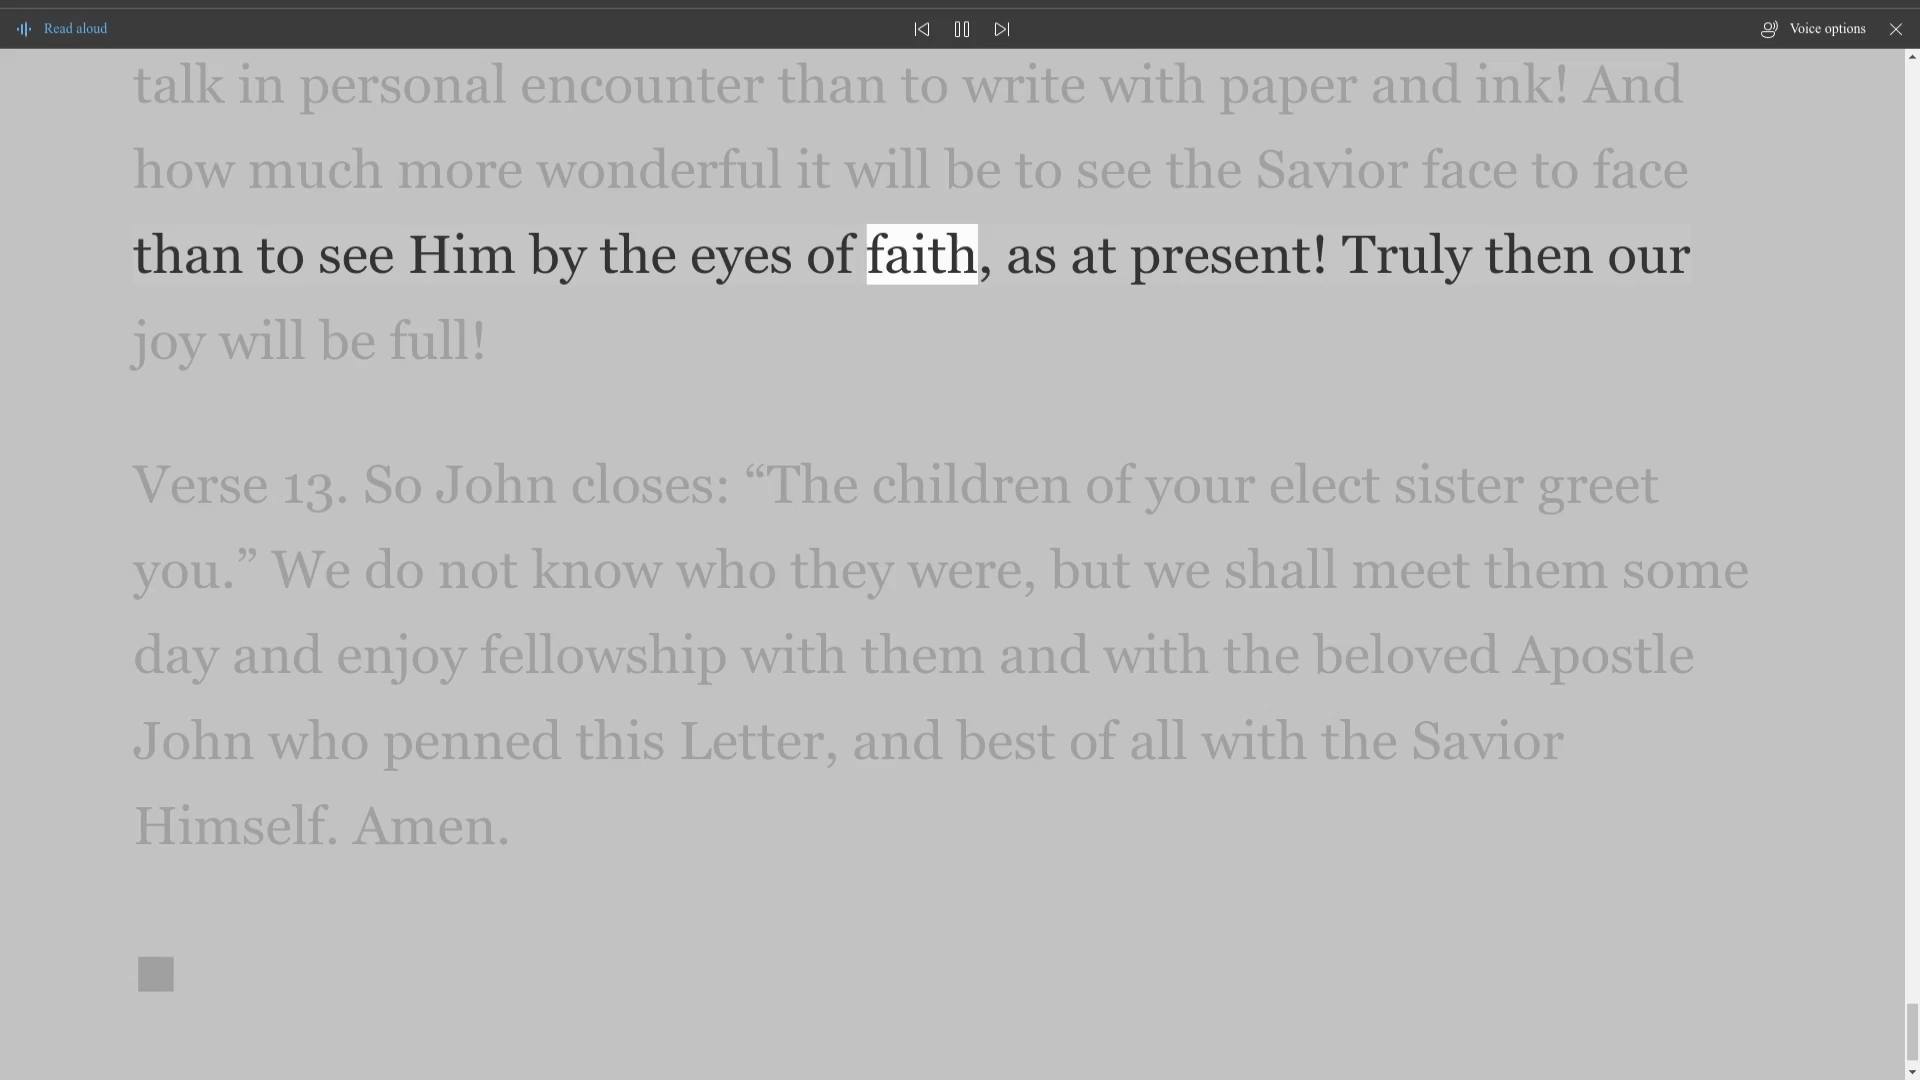 Read aloud
Voice options
talk in personal encounter than to write with paper and ink! And
how much more wonderful it will be to see the Savior face to face
than to see Him by the eyes of faith, as at present! Truly then our
joy will be full!
Verse 13. So John closes: “The children of your elect sister greet
you.” We do not know who they were, but we shall meet them some
day and enjoy fellowship with them and with the beloved Apostle
John who penned this Letter, and best of all with the Savior
Himself. Amen.